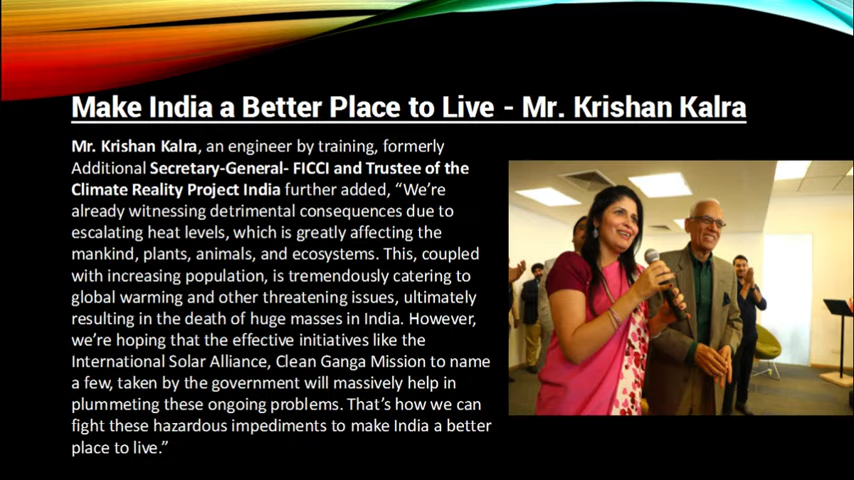 Make India a Better Place to Live - Mr. Krishan Kalra
Mr. Krishan Kalra, an engineer by training, formerly
Additional Secretary-General- FICCI and Trustee of the
Climate Reality Project India further added, “We’re
already witnessing detrimental consequences due to
escalating heat levels, which is greatly affecting the
mankind, plants, animals, and ecosystems. This, coupled
with increasing population, is tremendously catering to
global warming and other threatening issues, ultimately
resulting in the death of huge masses in India. However,
we’re hoping that the effective initiatives like the
International Solar Alliance, Clean Ganga Mission to name
a few, taken by the government will massively help in
plummeting these ongoing problems. That’s how we can
fight these hazardous impediments to make India a better
place to live.”